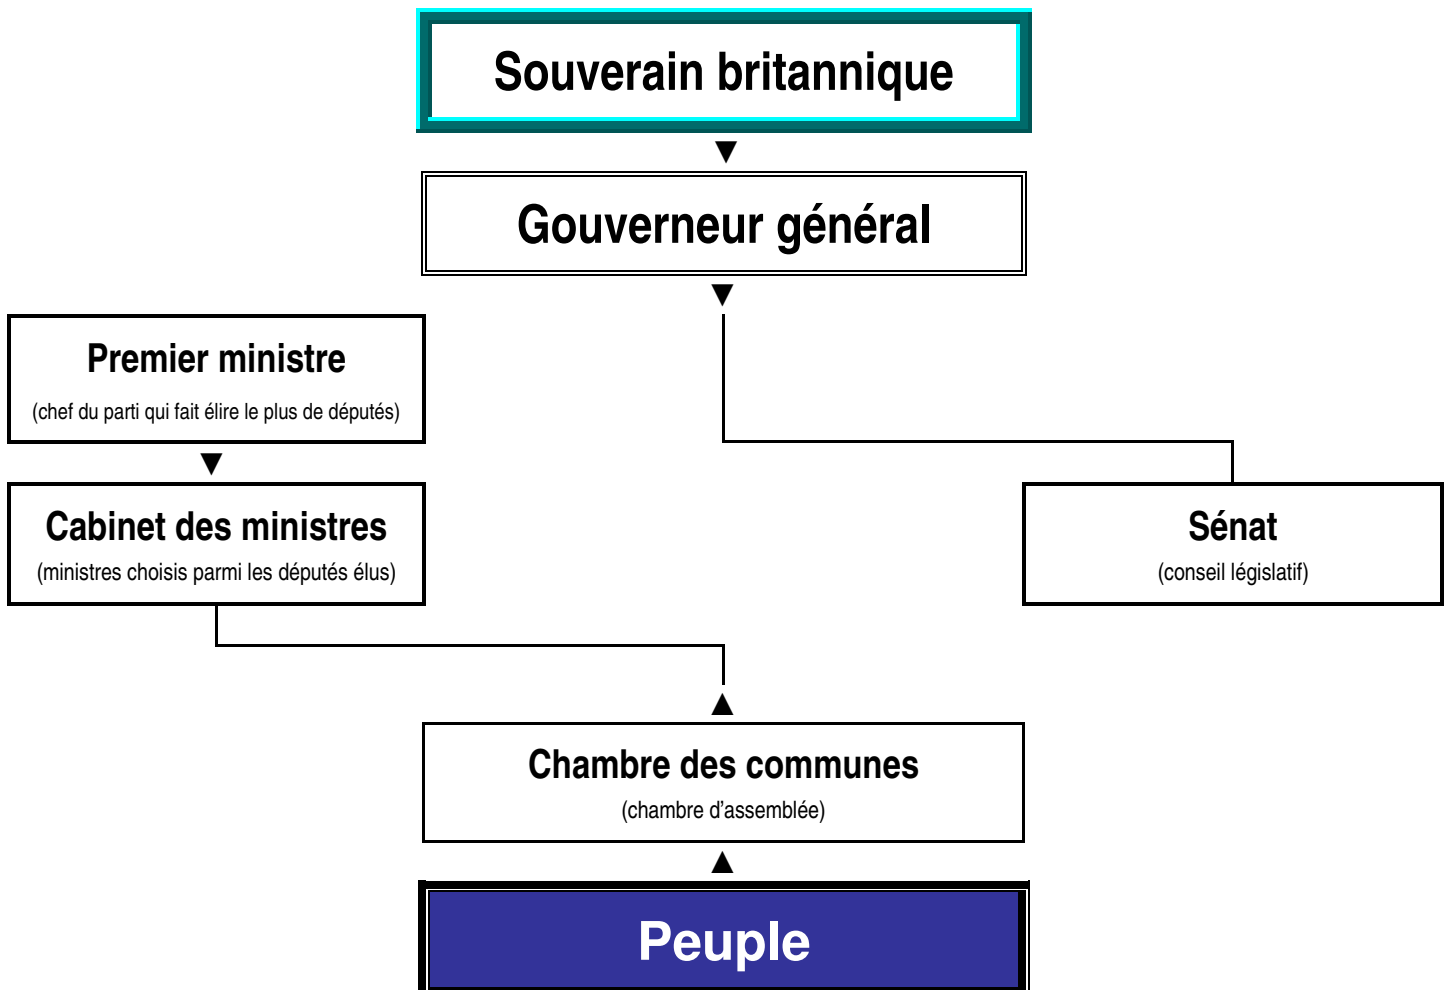 Souverain britannique
Gouverneur général
Premier ministre
(chef du parti qui fait élire le plus de députés)
Cabinet des ministres
(ministres choisis parmi les députés élus)
Sénat
(conseil législatif)
Chambre des communes
(chambre d'assemblée)
Peuple